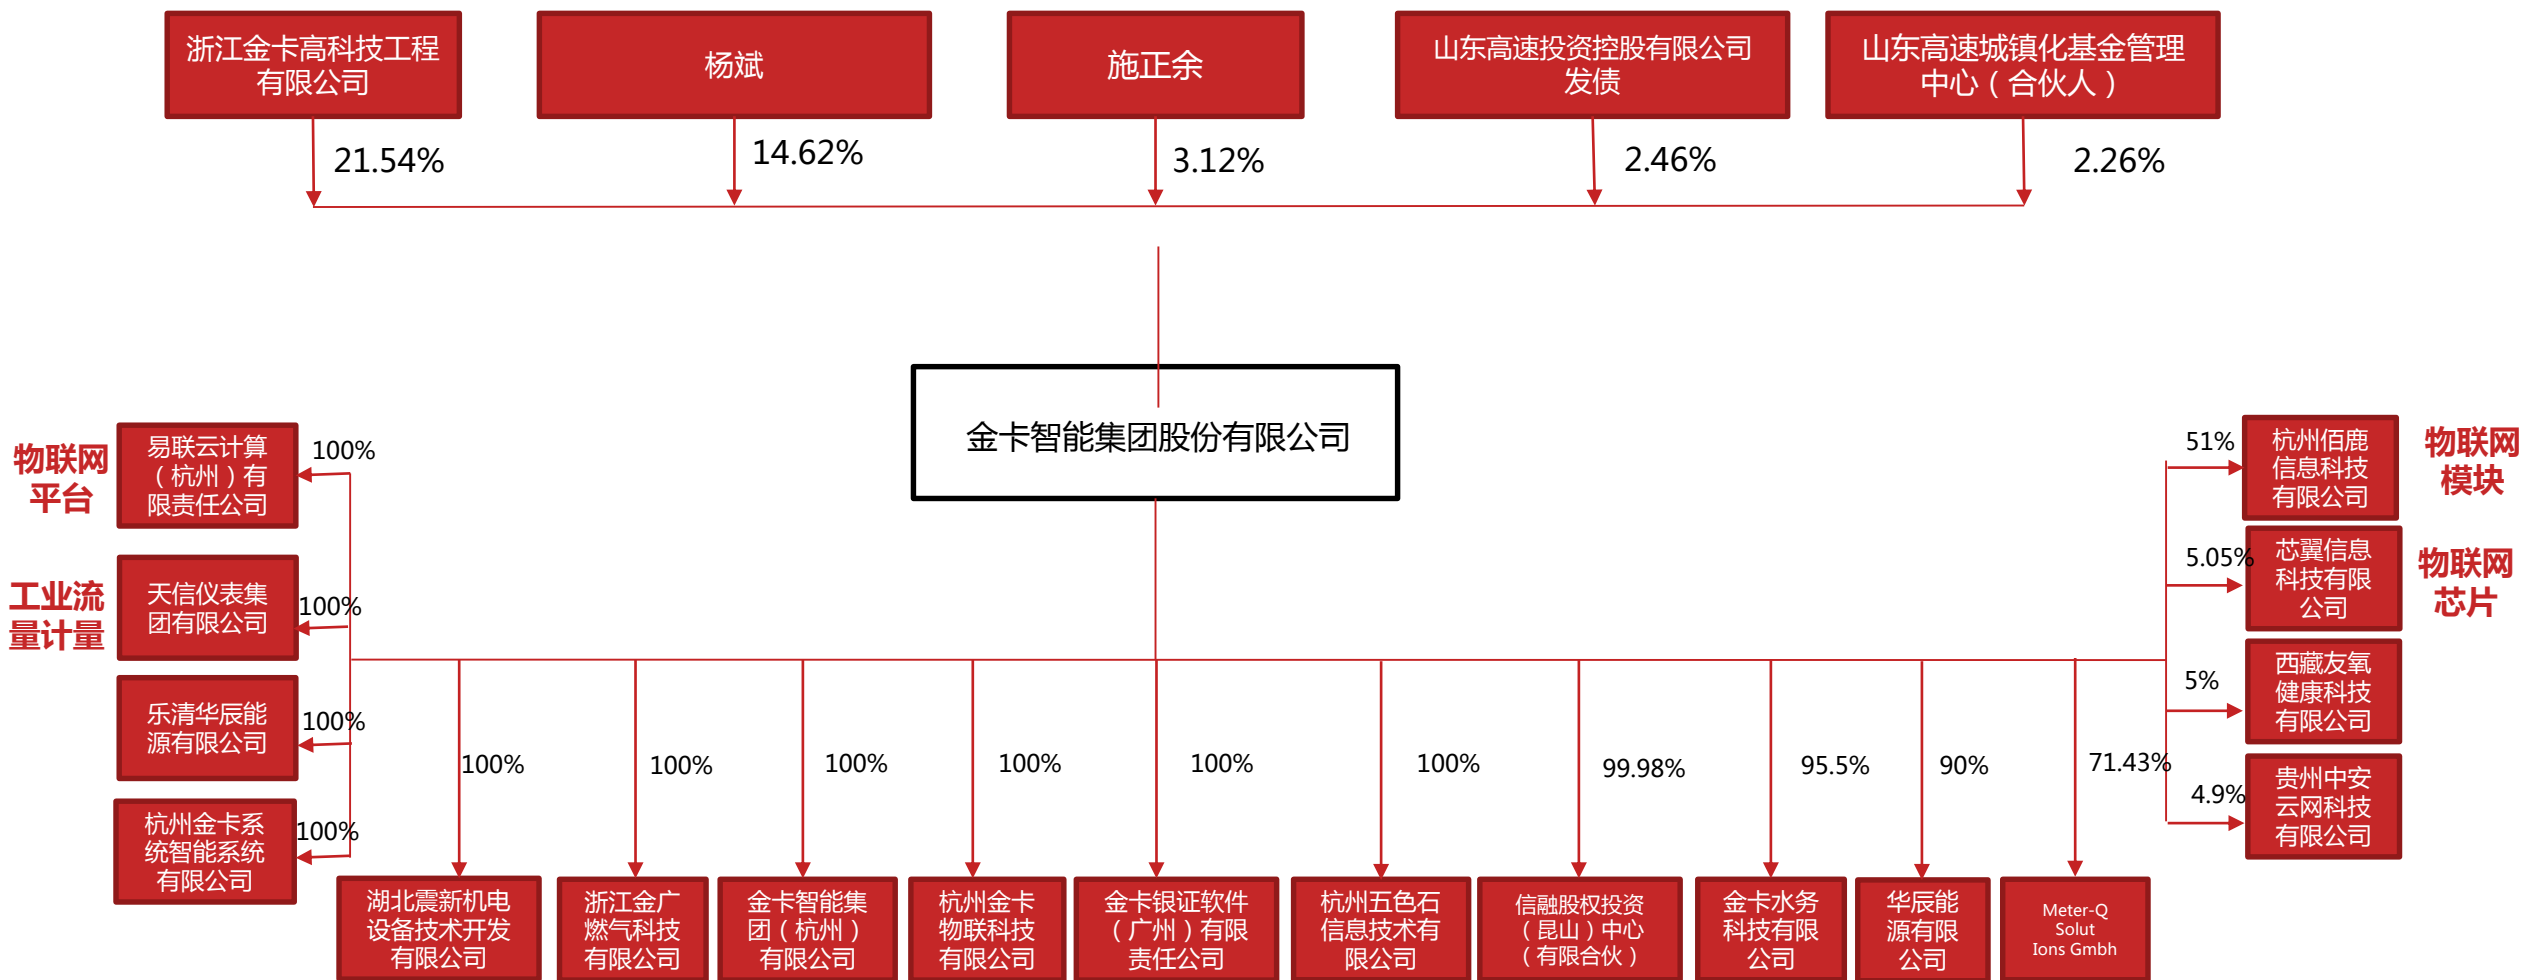 浙江金卡高科技工程
有限公司
杨斌
施正余
山东高速投资控股有限公司
发债
山东高速城镇化基金管理
中心（合伙人）
21.54%
14.62%
3.12%
2.46%
2.26%
金卡智能集团股份有限公司
物联网
平台
易联云计算
（杭州）有
限责任公司
100%
工业流
量计量
天信仪表集
团有限公司
100%
乐清华辰能
源有限公司
100%
杭州金卡系
统智能系统
有限公司
100%
51%
杭州佰鹿
信息科技
有限公司
物联网
模块
5.05%
芯翼信息
科技有限
公司
物联网
芯片
5%
西藏友氧
健康科技
有限公司
4.9%
贵州中安
云网科技
有限公司
100%
100%
100%
100%
100%
100%
99.98%
95.5%
90%
71.43%
湖北震新机电
设备技术开发
有限公司
浙江金广
燃气科技
有限公司
金卡智能集
团（杭州）
有限公司
杭州金卡
物联科技
有限公司
金卡银证软件
（广州）有限
责任公司
杭州五色石
信息技术有
限公司
信融股权投资
（昆山）中心
（有限合伙）
金卡水务
科技有限
公司
华辰能
源有限
公司
Meter-Q
Solut
Ions Gmbh